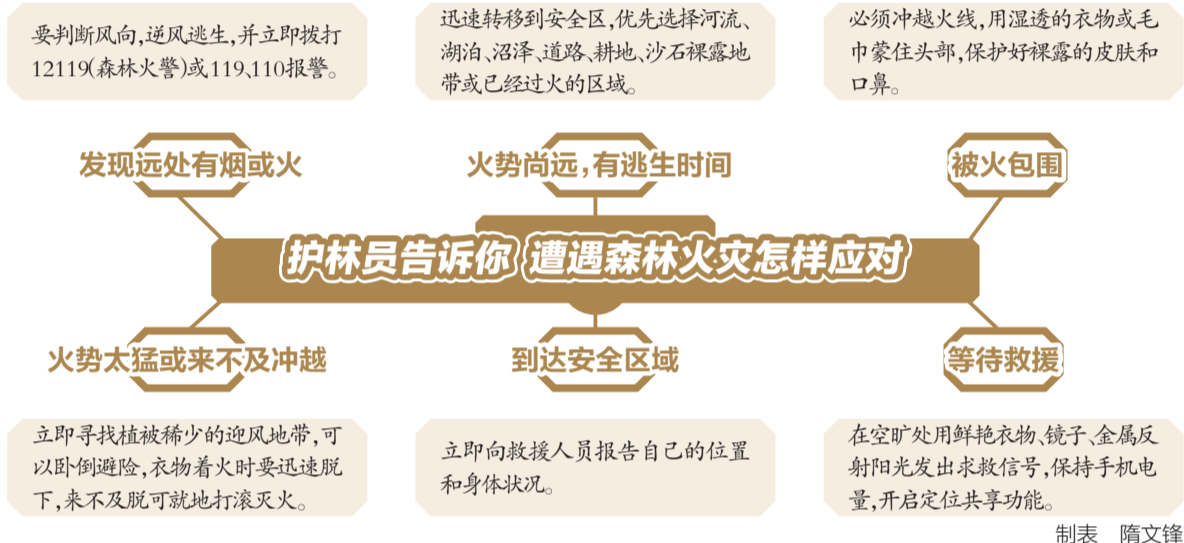 要判断风向,逆风逃生,并立即拨打
12119(森林火警)或119、110报警。
迅速转移到安全区,优先选择河流、
湖泊、沼泽、道路、耕地、沙石裸露地
带或已经过火的区域。
必须冲越火线,用湿透的衣物或毛
巾蒙住头部,保护好裸露的皮肤和
口鼻。
发现远处有烟或火
火势尚远,有逃生时间
被火包围
护林员告诉你 遭遇森林火灾怎样应对
火势太猛或来不及冲越
到达安全区域
等待救援
立即寻找植被稀少的迎风地带,可
以卧倒避险,衣物着火时要迅速脱
下,来不及脱可就地打滚灭火。
立即向救援人员报告自己的位置
和身体状况。
在空旷处用鲜艳衣物、镜子、金属反
射阳光发出求救信号,保持手机电
量,开启定位共享功能。
制表 隋文锋